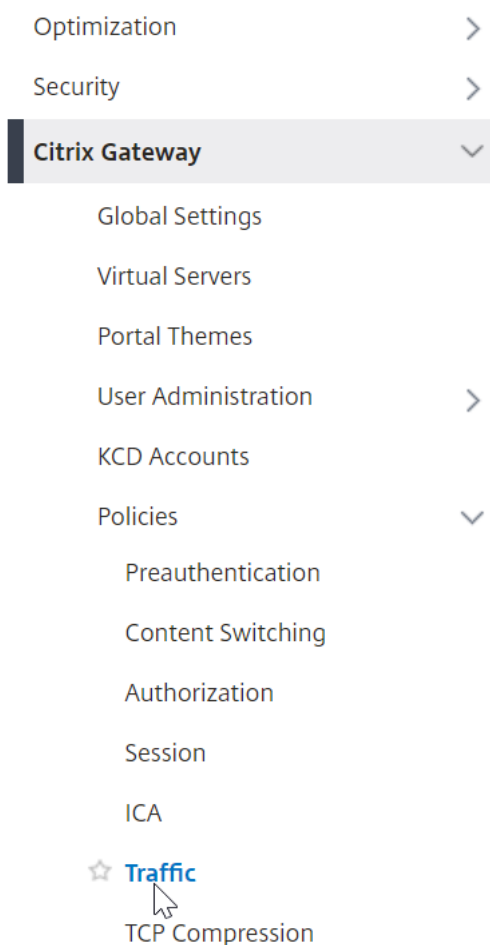 Optimization
Security
Citrix Gateway
Global Settings
Virtual Servers
Portal Themes
User Administration
KCD Accounts
Policies
Preauthentication
Content Switching
Authorization
Session
ICA
Traffic
TCP Compression